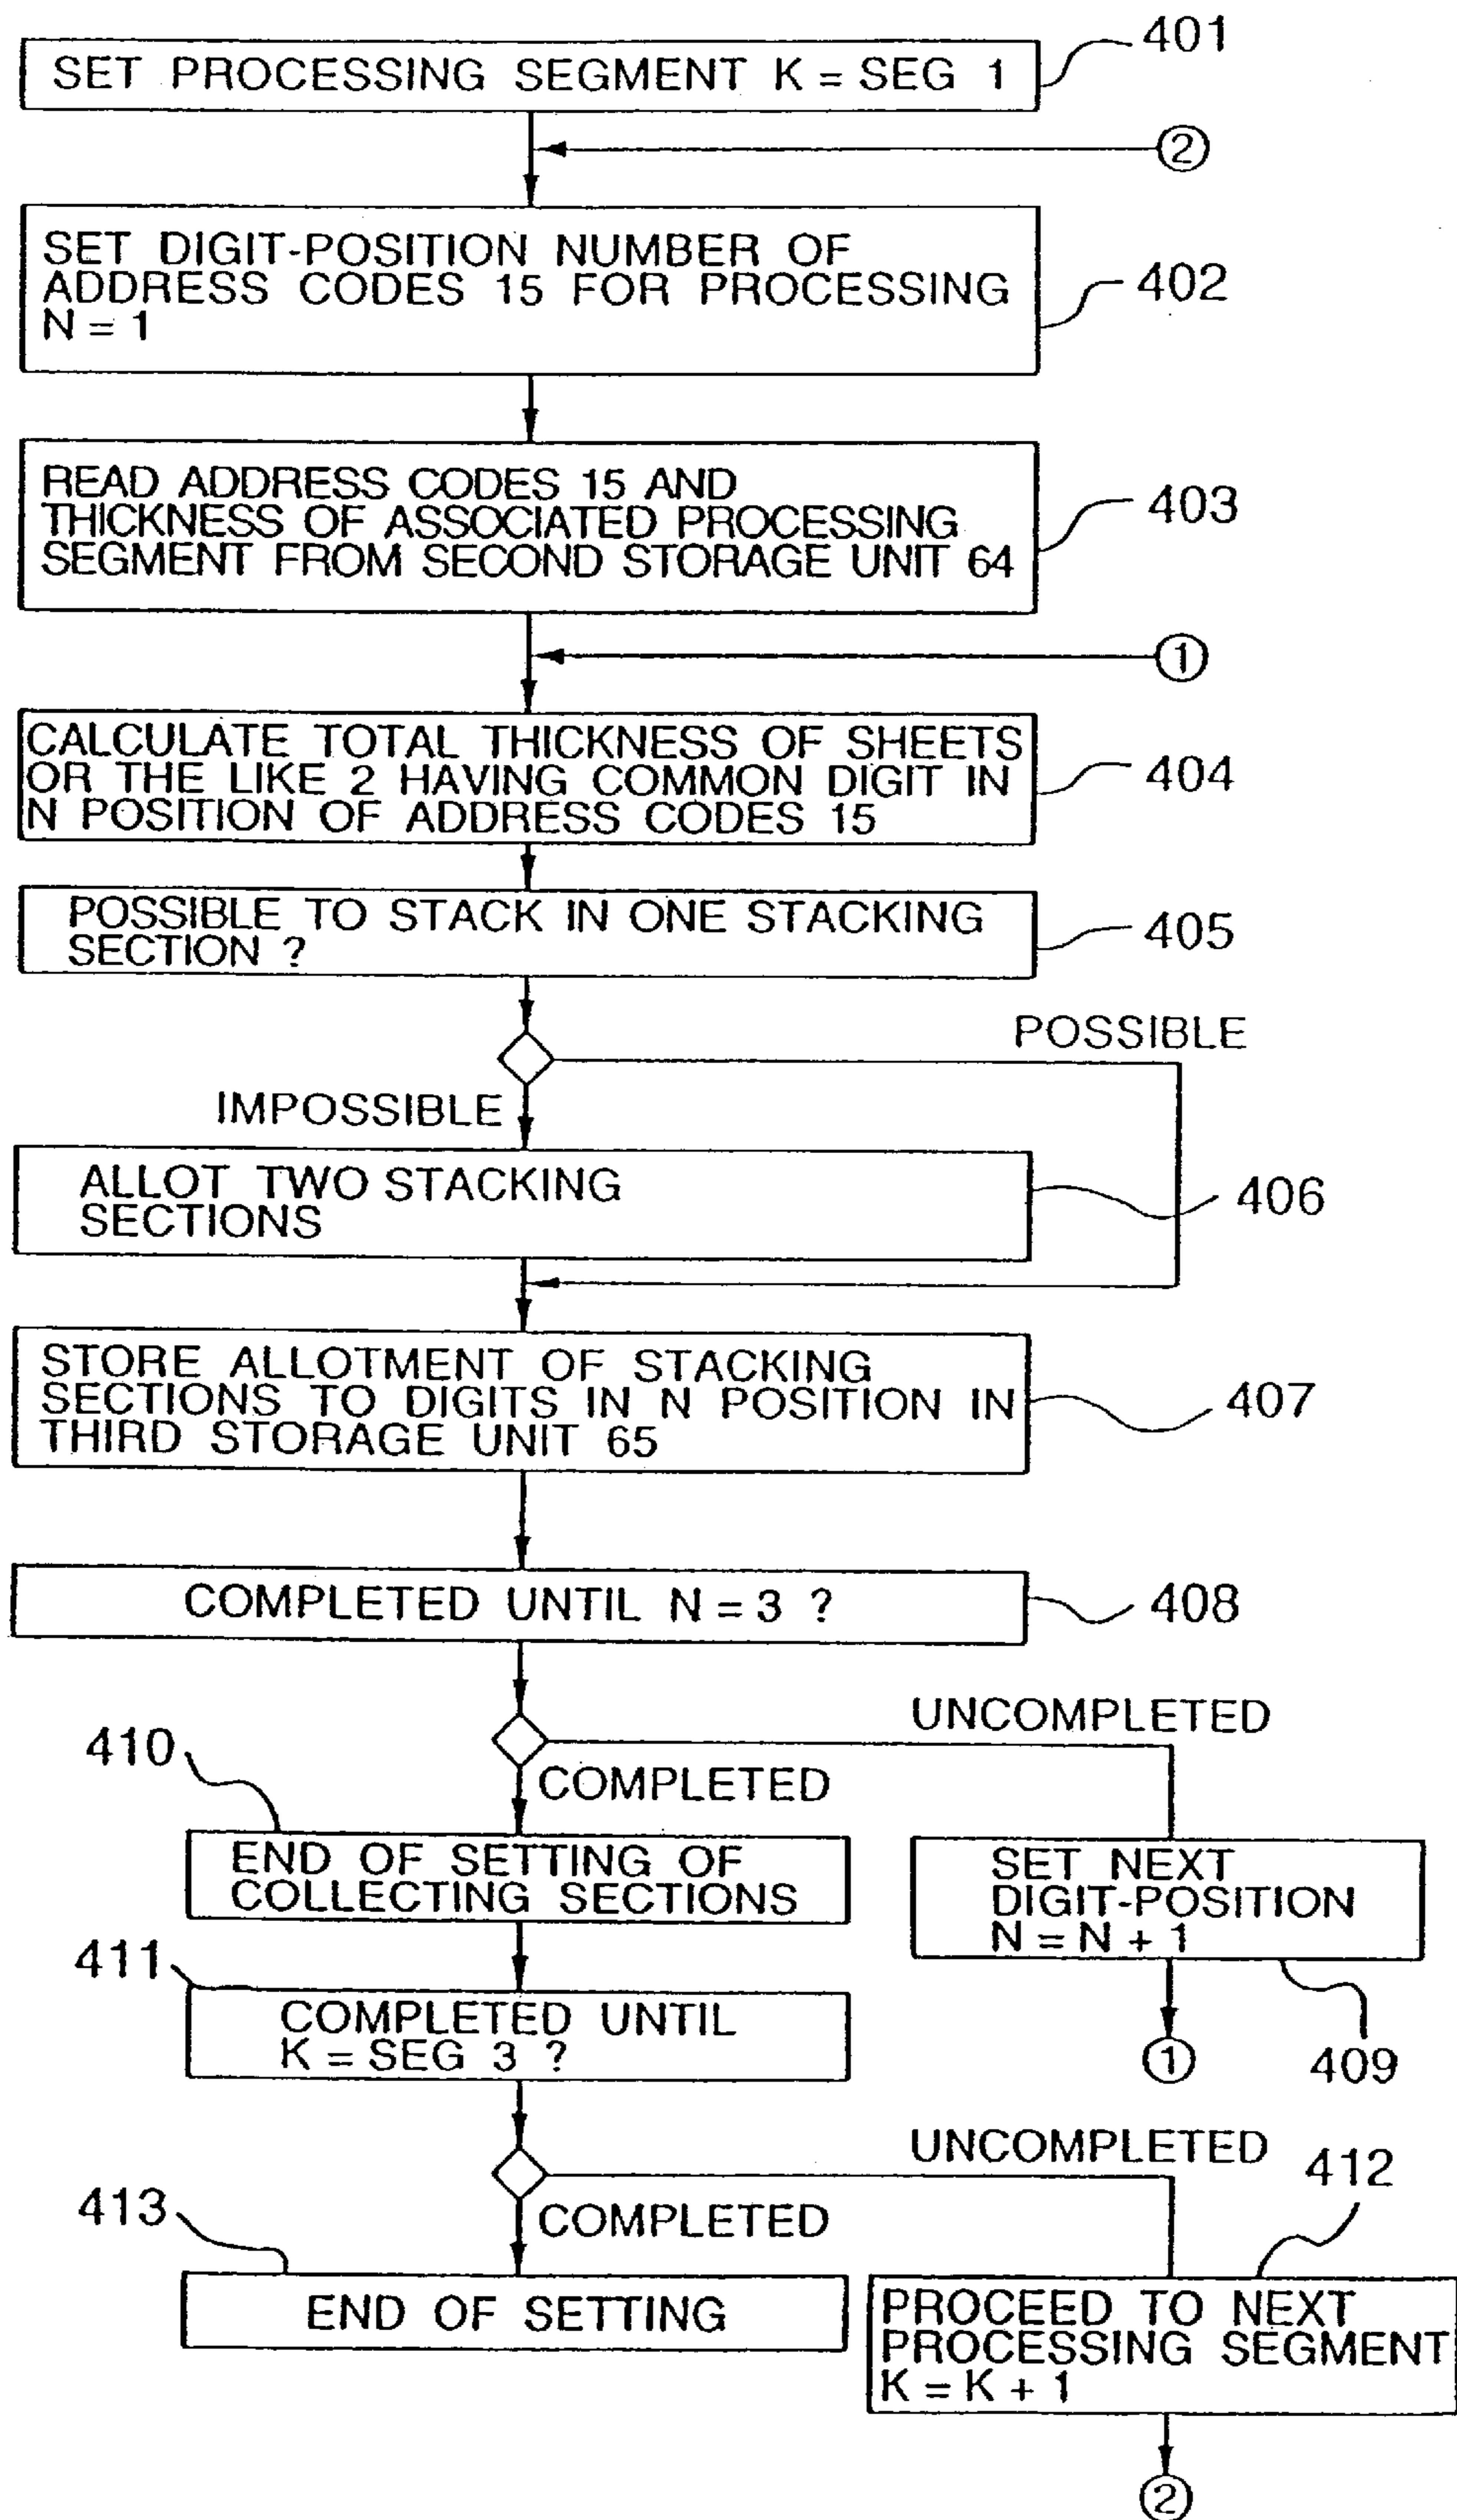 401
SET PROCESSING SEGMENT K = SEG 1
②
SET DIGIT-POSITION NUMBER OF
ADDRESS CODES 15 FOR PROCESSING
N = 1
402
READ ADDRESS CODES 15 AND
THICKNESS OF ASSOCIATED PROCESSING
SEGMENT FROM SECOND STORAGE UNIT 64
403
①
CALCULATE TOTAL THICKNESS OF SHEETS
OR THE LIKE 2 HAVING COMMON DIGIT IN
N POSITION OF ADDRESS CODES 15
404
POSSIBLE TO STACK IN ONE STACKING
SECTION ?
405
POSSIBLE
IMPOSSIBLE
ALLOT TWO STACKING
SECTIONS
406
STORE ALLOTMENT OF STACKING
SECTIONS TO DIGITS IN N POSITION IN
THIRD STORAGE UNIT 65
407
COMPLETED UNTIL N = 3 ?
408
UNCOMPLETED
410
COMPLETED
END OF SETTING OF
COLLECTING SECTIONS
SET NEXT
DIGIT-POSITION
N = N + 1
411
COMPLETED UNTIL
K = SEG 3 ?
①
409
UNCOMPLETED
412
413
COMPLETED
END OF SETTING
PROCEED TO NEXT
PROCESSING SEGMENT
K = K + 1
②